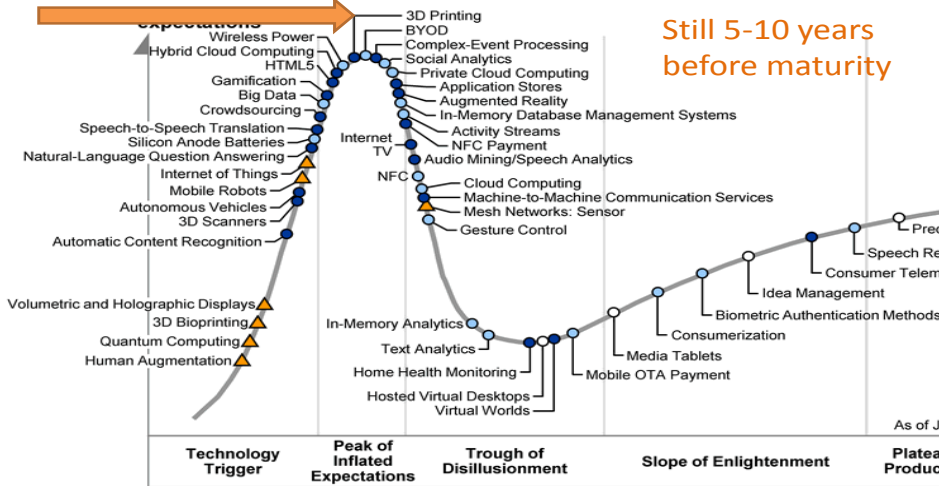 expectations
3D Printing
BYOD
Wireless Power
Complex-Event Processing
Hybrid Cloud Computing
Social Analytics
HTML5
Private Cloud Computing
Gamification
Application Stores
Big Data
Augmented Reality
Crowdsourcing
In-Memory Database Management Systems
Speech-to-Speech Translation
Activity Streams
Silicon Anode Batteries
NFC Payment
Natural-Language Question Answering
Internet
TV
Audio Mining/Speech Analytics
Internet of Things
NFC
Mobile Robots
Cloud Computing
Autonomous Vehicles
Machine-to-Machine Communication Services
3D Scanners
Mesh Networks: Sensor
Automatic Content Recognition
Gesture Control
Still 5-10 years
before maturity
Volumetric and Holographic Displays
3D Bioprinting
Quantum Computing
Human Augmentation
In-Memory Analytics
Text Analytics
Home Health Monitoring
Hosted Virtual Desktops
Virtual Worlds
Mobile OTA Payment
Media Tablets
Consumerization
Biometric Authentication Methods
Idea Management
Consumer Telem
Speech Re
Pred
As of J
Technology
Trigger
Peak of
Inflated
Expectations
Trough of
Disillusionment
Slope of Enlightenment
Platea
Produc